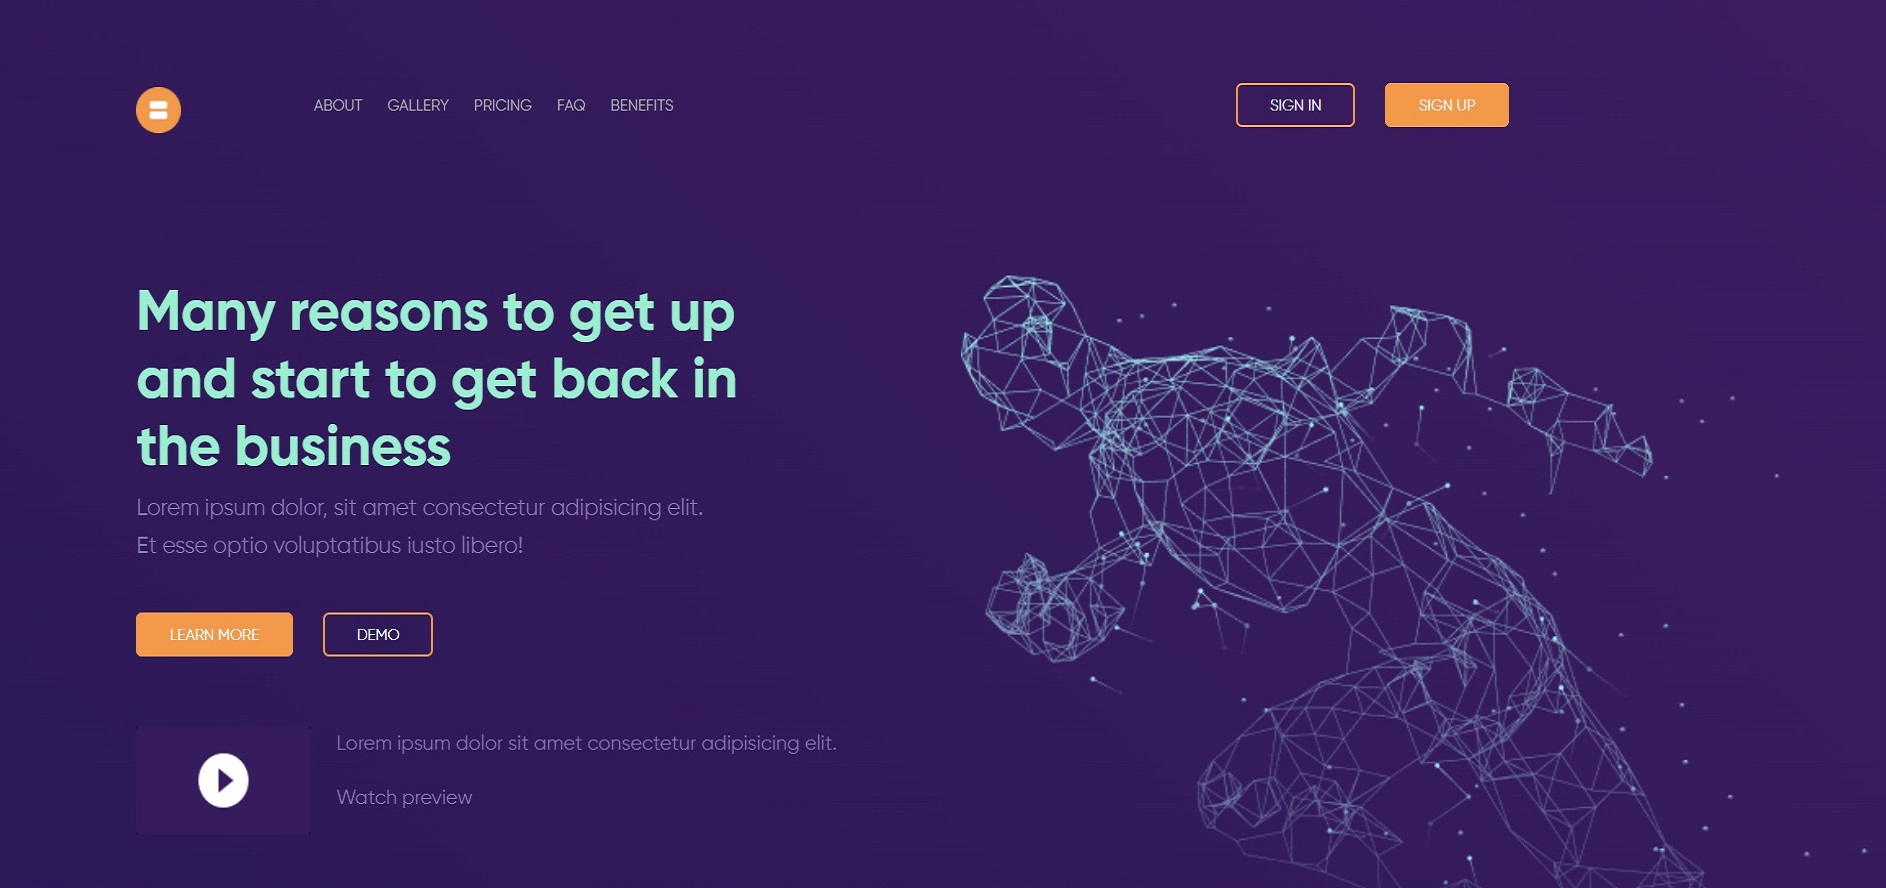 ABOUT GALLERY PRICING FAQ BENEFITS SIGN IN SIGN UP
Many reasons to get up
and start to get back in
the business
Lorem ipsum dolor, sit amet consectetur adipisicing elit.
Et esse optio voluptatibus iusto libero!
LEARN MORE DEMO
Lorem ipsum dolor sit amet consectetur adipisicing elit.
Watch preview